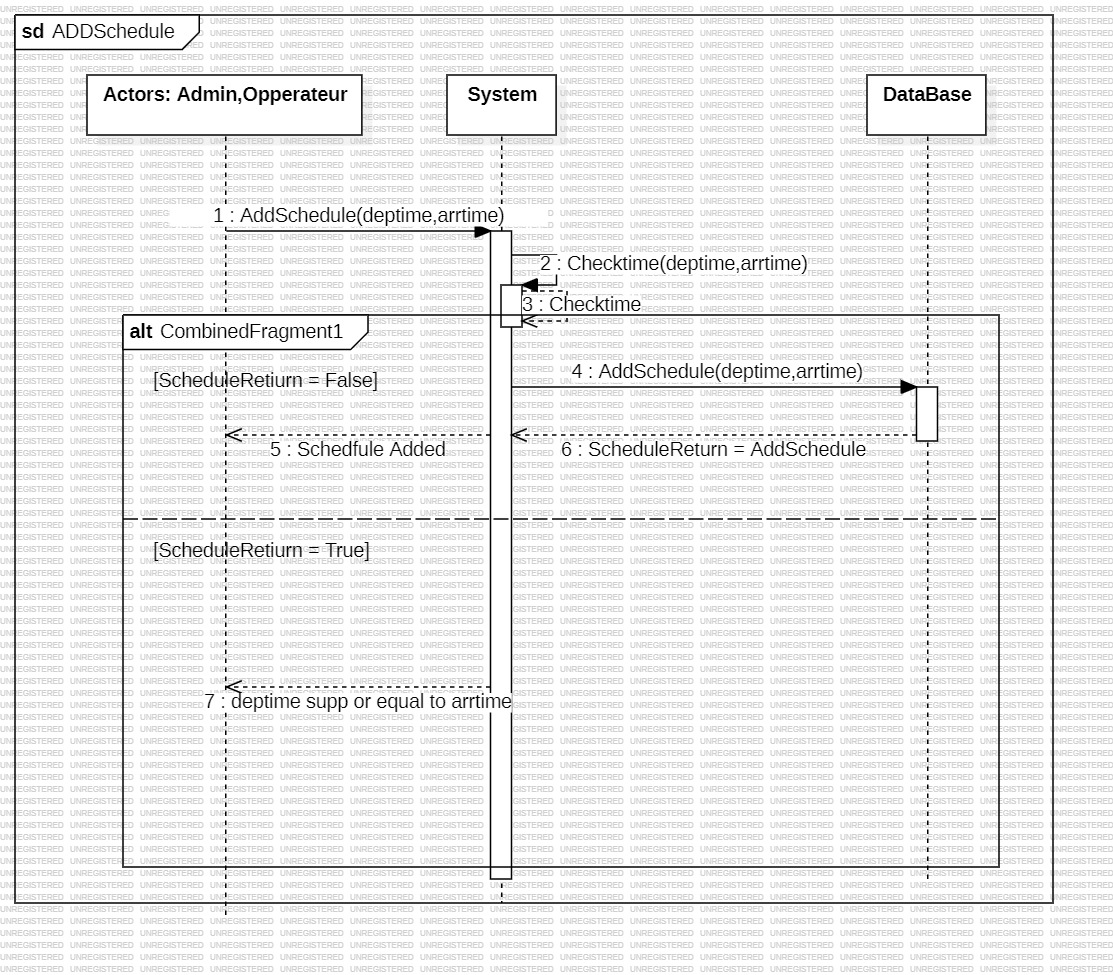 sd ADDSchedule
Actors: Admin,Opperateur
System
DataBase
1 : AddSchedule(deptime,arrtime)
2 : Checktime(deptime,arrtime)
3 : Checktime
alt CombinedFragment1
[ScheduleRetiurn = False]
4 : AddSchedule(deptime,arrtime)
5 : Schedfule Added
6 : ScheduleReturn = AddSchedule
[ScheduleRetiurn = True]
7 : deptime supp or equal to arrtime
UNREGISTERED